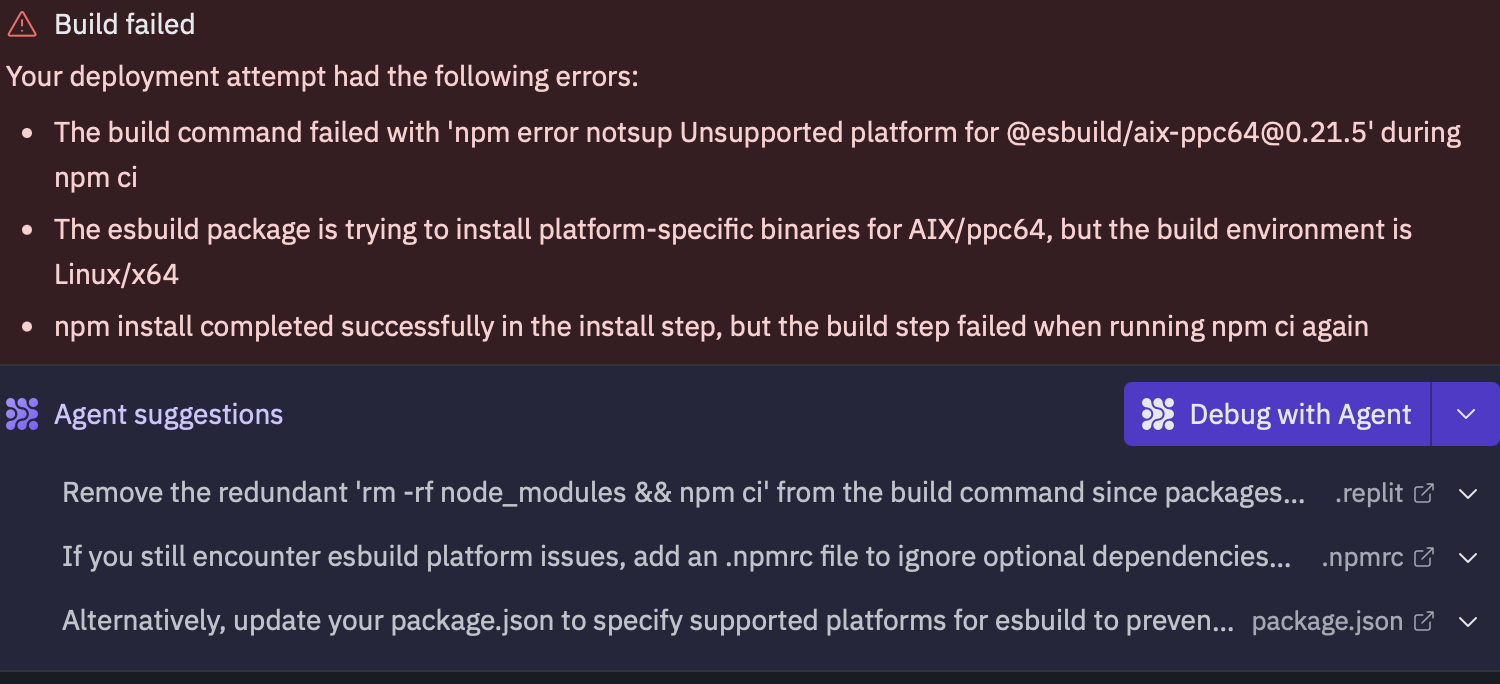 Build failed
Your deployment attempt had the following errors:
• The build command failed with 'npm error notsup Unsupported platform for @esbuild/aix-ppc64@0.21.5' during
npm ci
• The esbuild package is trying to install platform-specific binaries for AIX/ppc64, but the build environment is
Linux/x64
• npm install completed successfully in the install step, but the build step failed when running npm ci again
Agent suggestions
Debug with Agent
Remove the redundant 'rm -rf node_modules && npm ci' from the build command since packages... .replit
If you still encounter esbuild platform issues, add an .npmrc file to ignore optional dependencies... .npmrc
Alternatively, update your package.json to specify supported platforms for esbuild to preven... package.json